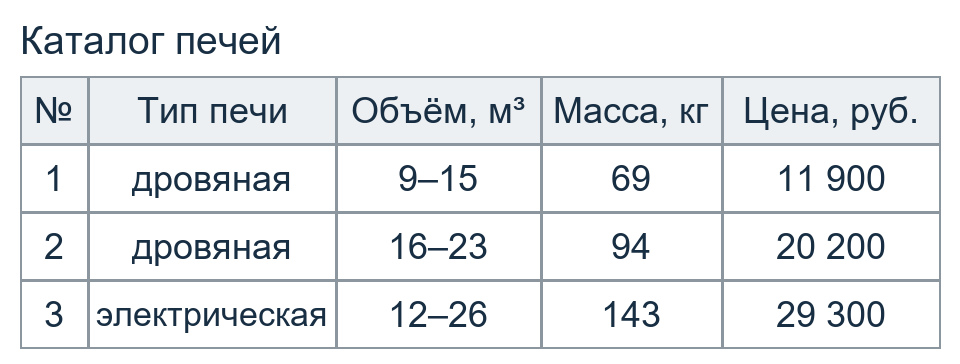 Каталог печей
№ Тип печи Объём, м³ Масса, кг Цена, руб.
1 дровяная 9–15 69 11 900
2 дровяная 16–23 94 20 200
3 электрическая 12–26 143 29 300